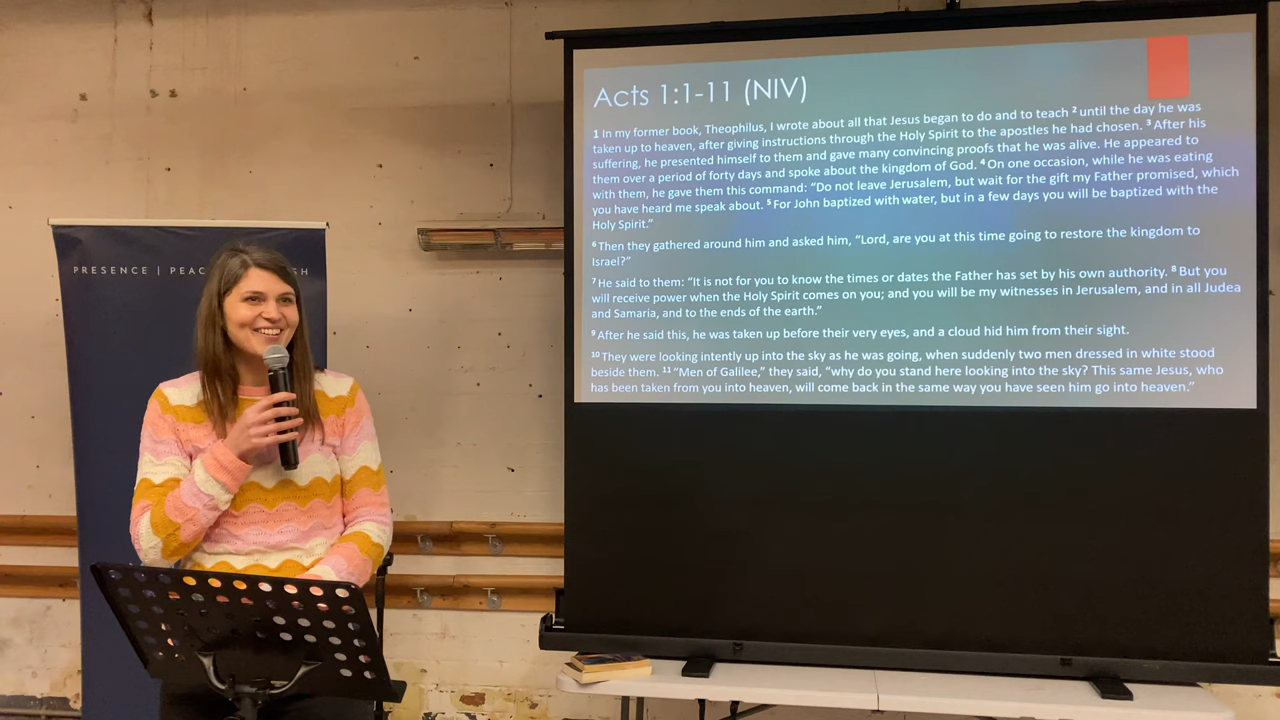 Acts 1:1-11 (NIV)
1 In my former book, Theophilus, I wrote about all that Jesus began to do and to teach 2 until the day he was
taken up to heaven, after giving instructions through the Holy Spirit to the apostles he had chosen. 3 After his
suffering, he presented himself to them and gave many convincing proofs that he was alive. He appeared to
them over a period of forty days and spoke about the kingdom of God. 4 On one occasion, while he was eating
with them, he gave them this command: “Do not leave Jerusalem, but wait for the gift my Father promised, which
you have heard me speak about. 5 For John baptized with water, but in a few days you will be baptized with the
Holy Spirit.”
6 Then they gathered around him and asked him, “Lord, are you at this time going to restore the kingdom to
Israel?”
7 He said to them: “It is not for you to know the times or dates the Father has set by his own authority. 8 But you
will receive power when the Holy Spirit comes on you; and you will be my witnesses in Jerusalem, and in all Judea
and Samaria, and to the ends of the earth.”
9 After he said this, he was taken up before their very eyes, and a cloud hid him from their sight.
10 They were looking intently up into the sky as he was going, when suddenly two men dressed in white stood
beside them. 11 “Men of Galilee,” they said, “why do you stand here looking into the sky? This same Jesus, who
has been taken from you into heaven, will come back in the same way you have seen him go into heaven.”
PRESENCE |